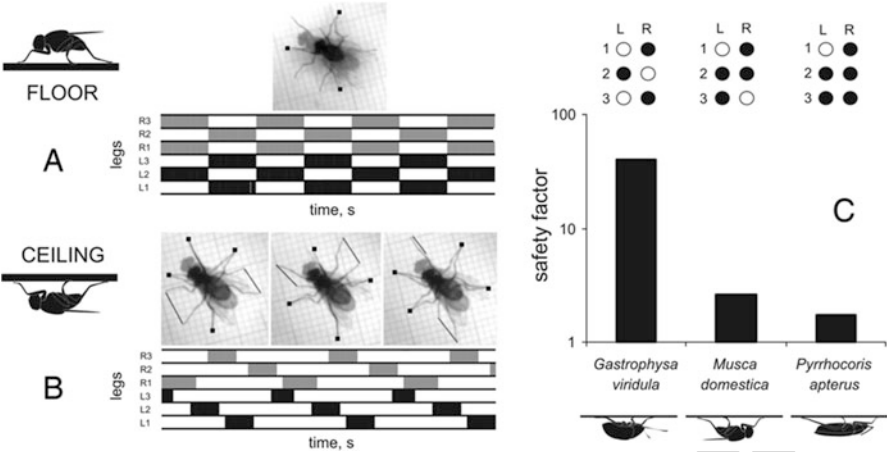 FLOOR
A
legs
R3
R2
R1
L3
L2
L1
time, s
CEILING
B
legs
R3
R2
R1
L3
L2
L1
time, s
L R L R L R
1 1 1
2 2 2
3 3 3
C
safety factor
100
10
1
Gastrophysa Musca Pyrrhocoris
viridula domestica apterus